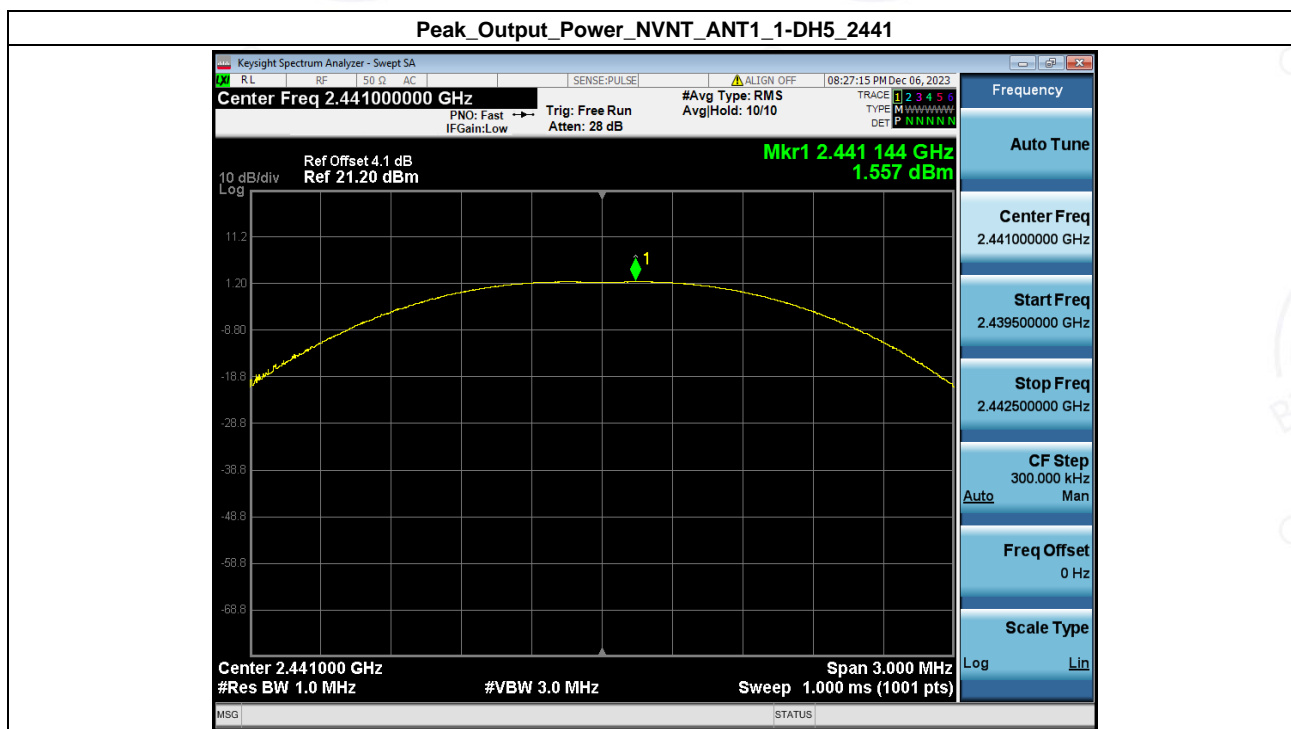 Peak_Output_Power_NVNT_ANT1_1-DH5_2441
Keysight Spectrum Analyzer - Swept SA
LXI RL RF 50 Ω AC SENSE:PULSE ALIGN OFF 08:27:15 PM Dec 06, 2023
Center Freq 2.441000000 GHz
PNO: Fast
IFGain:Low
Trig: Free Run
Atten: 28 dB
#Avg Type: RMS
Avg|Hold: 10/10
TRACE 1 2 3 4 5 6
TYPE M WWWWW
DET P N N N N N
Mkr1 2.441 144 GHz
1.557 dBm
Ref Offset 4.1 dB
10 dB/div Ref 21.20 dBm
Log
11.2
1.20
-8.80
-18.8
-28.8
-38.8
-48.8
-58.8
-68.8
1
Center 2.441000 GHz Span 3.000 MHz
#Res BW 1.0 MHz #VBW 3.0 MHz Sweep 1.000 ms (1001 pts)
MSG STATUS
Frequency
Auto Tune
Center Freq
2.441000000 GHz
Start Freq
2.439500000 GHz
Stop Freq
2.442500000 GHz
CF Step
300.000 kHz
Auto Man
Freq Offset
0 Hz
Scale Type
Log Lin